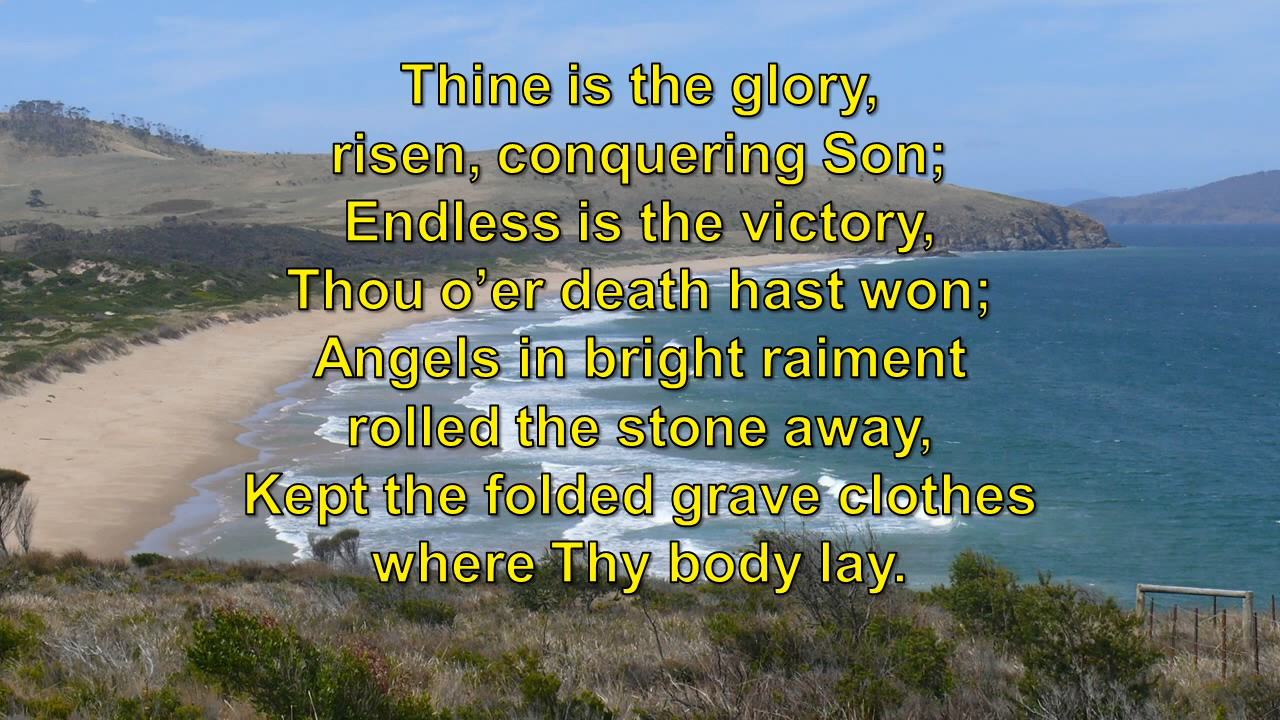 Thine is the glory,
risen, conquering Son;
Endless is the victory,
Thou o’er death hast won;
Angels in bright raiment
rolled the stone away,
Kept the folded grave clothes
where Thy body lay.